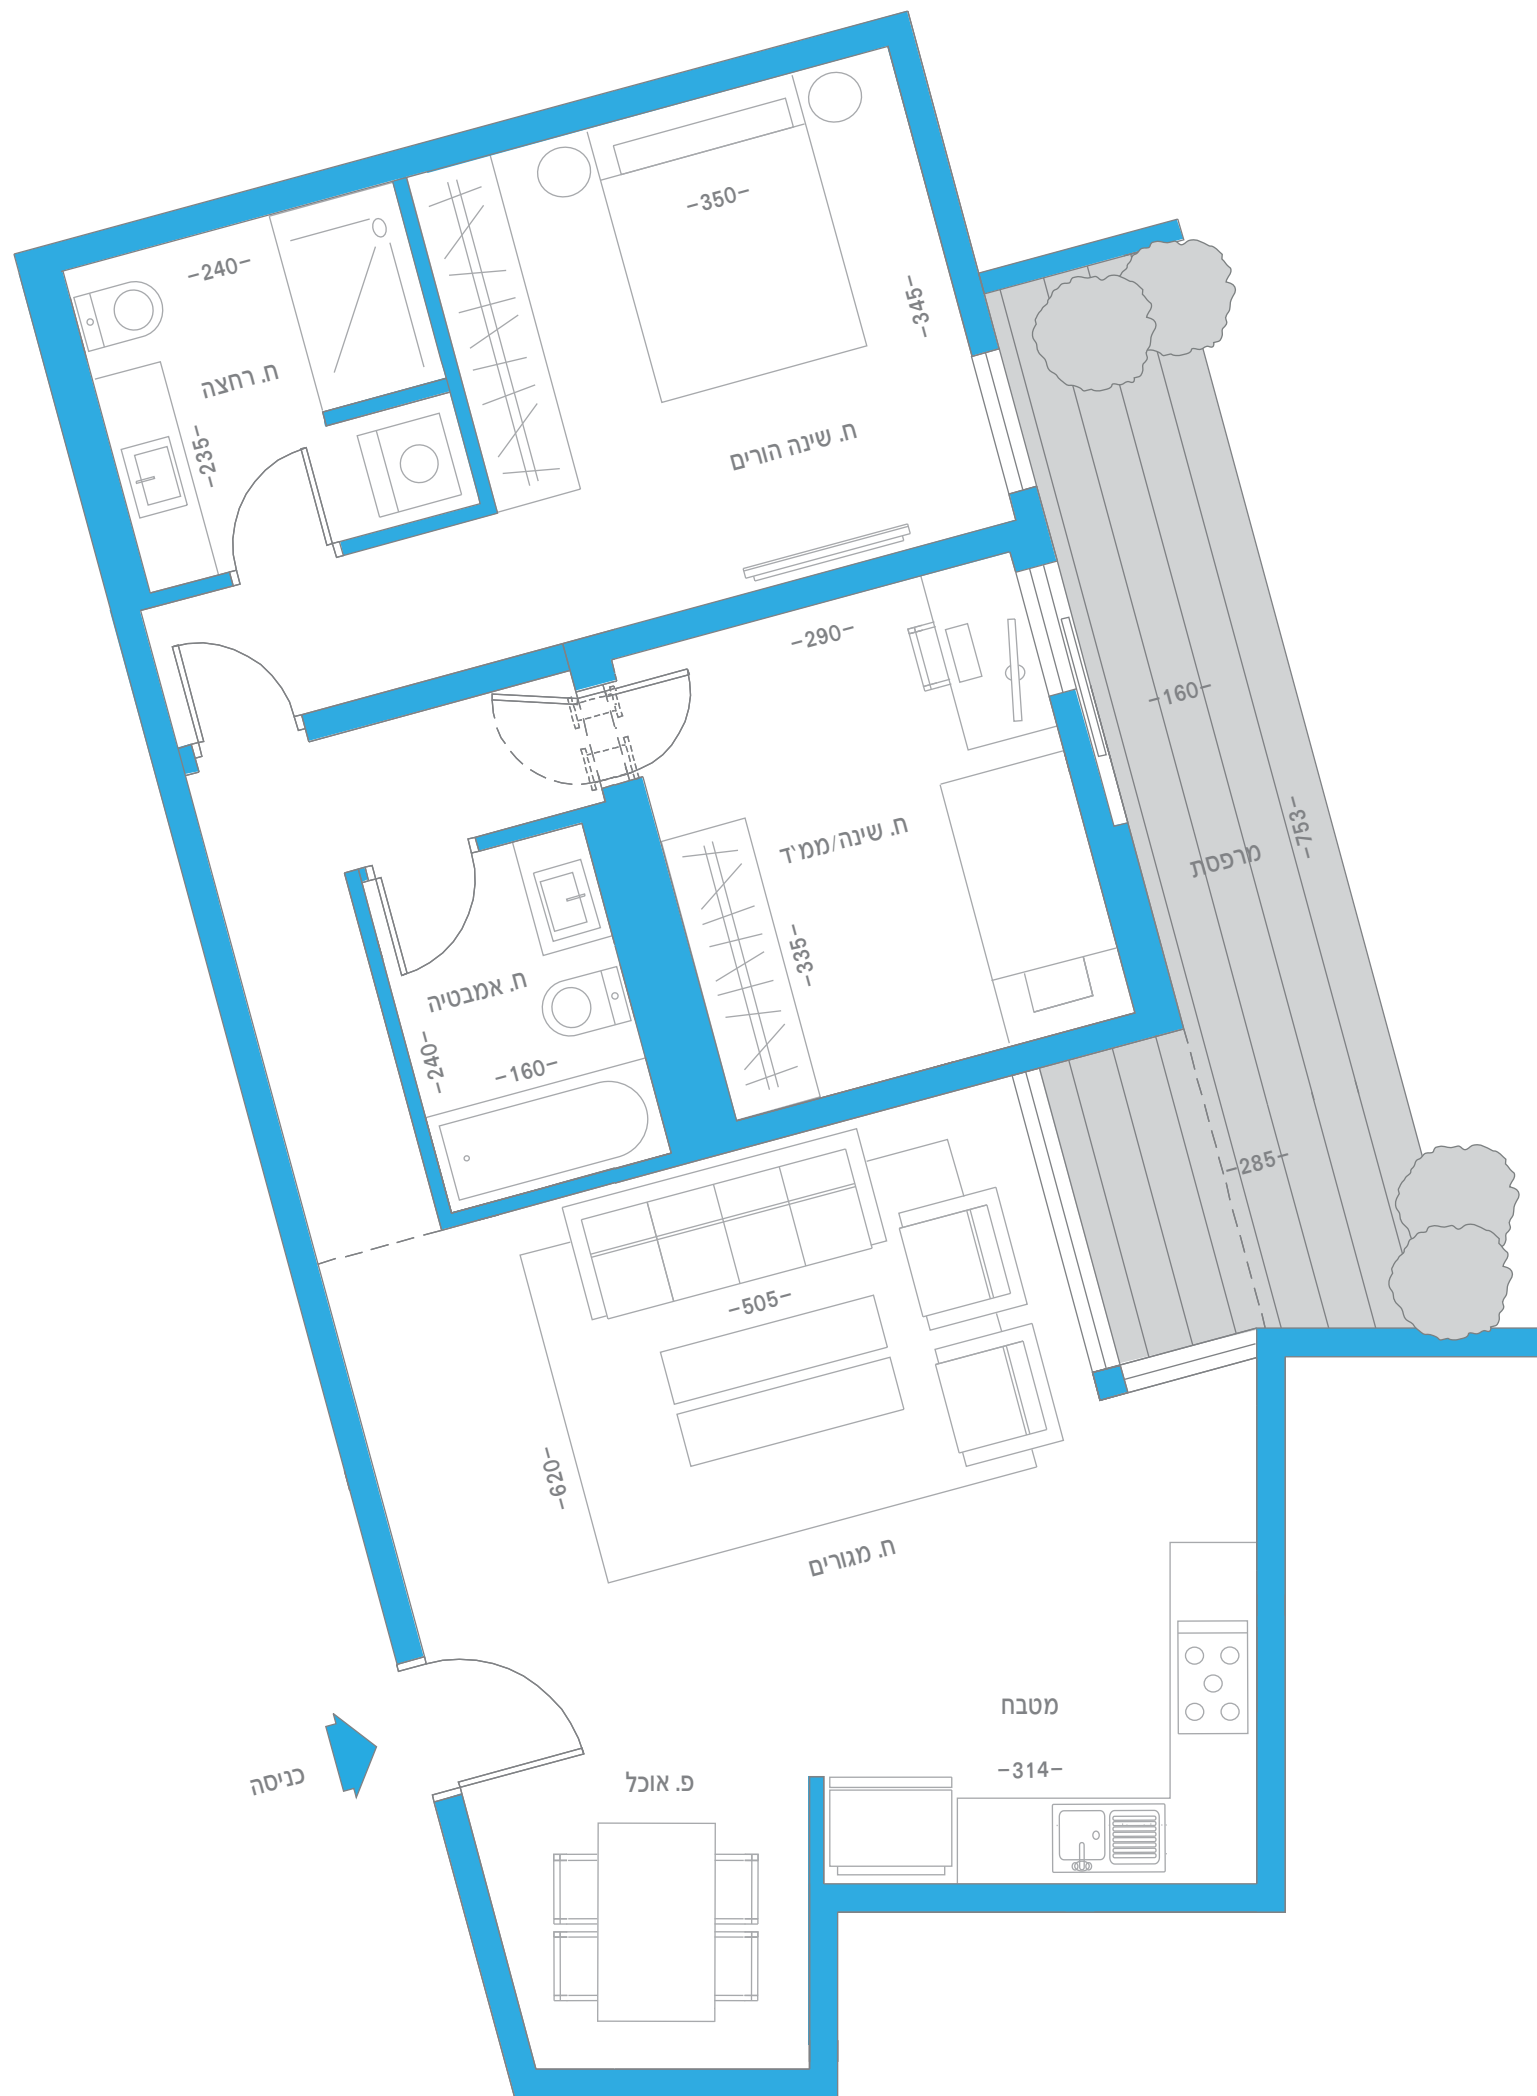 -350-
-240-
-345-
ח. רחצה
ח. שינה הורים
-235-
-290-
-160-
-753-
ח. שינה/ממ'ד
מרפסת
-335-
ח. אמבטיה
-240-
-160-
-285-
-505-
-620-
ח. מגורים
מטבח
-314-
כניסה
פ. אוכל